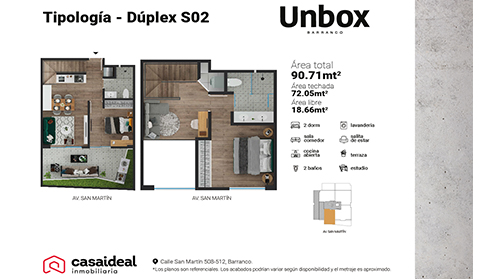 Tipología - Dúplex S02
Unbox
BARRANCO
Área total
90.71mt²
Área techada
72.05mt²
Área libre
18.66mt²
2 dorm
lavandería
sala
comedor
salita
de estar
cocina
abierta
terraza
2 baños
estudio
AV. SAN MARTÍN
AV. SAN MARTÍN
AV. SAN MARTÍN
casaideal
inmobiliaria
Calle San Martín 508-512, Barranco.
*Los planos son referenciales. Los acabados podrían variar según disponibilidad y el metraje es aproximado.